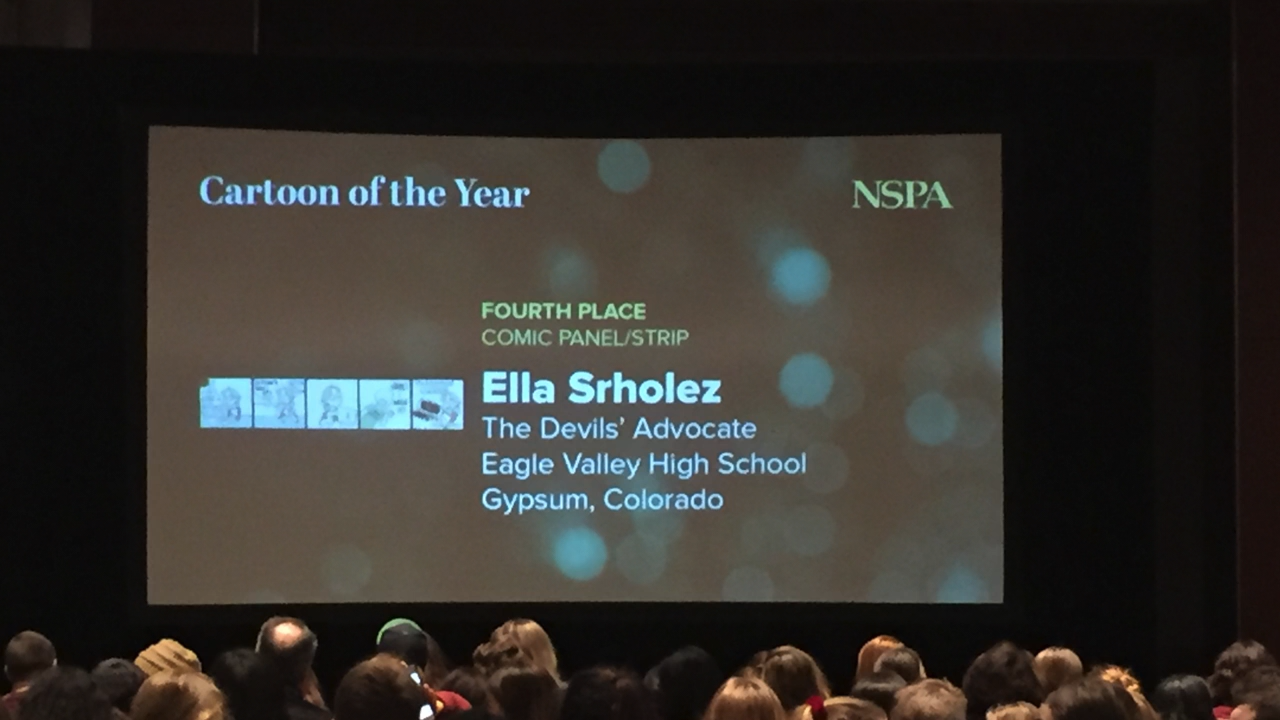 Cartoon of the Year
NSPA
FOURTH PLACE
COMIC PANEL/STRIP
Ella Srholez
The Devils' Advocate
Eagle Valley High School
Gypsum, Colorado